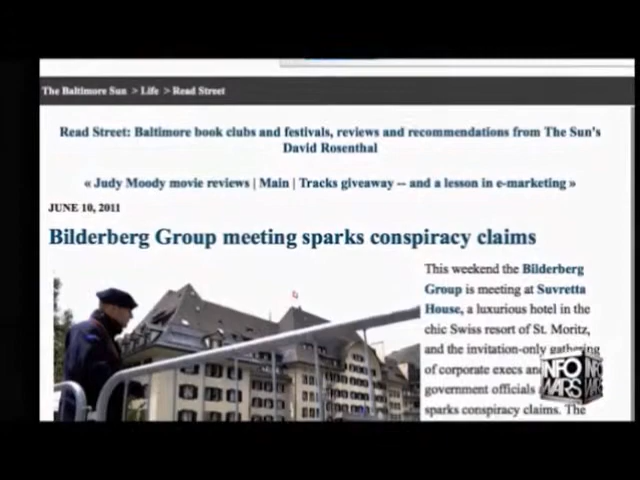 The Baltimore Sun > Life > Read Street
Read Street: Baltimore book clubs and festivals, reviews and recommendations from The Sun's
David Rosenthal
« Judy Moody movie reviews | Main | Tracks giveaway -- and a lesson in e-marketing »
JUNE 10, 2011
Bilderberg Group meeting sparks conspiracy claims
This weekend the Bilderberg
Group is meeting at Suvretta
House, a luxurious hotel in the
chic Swiss resort of St. Moritz,
and the invitation-only gathering
of corporate execs and
government officials
sparks conspiracy claims. The
INFO
WARS